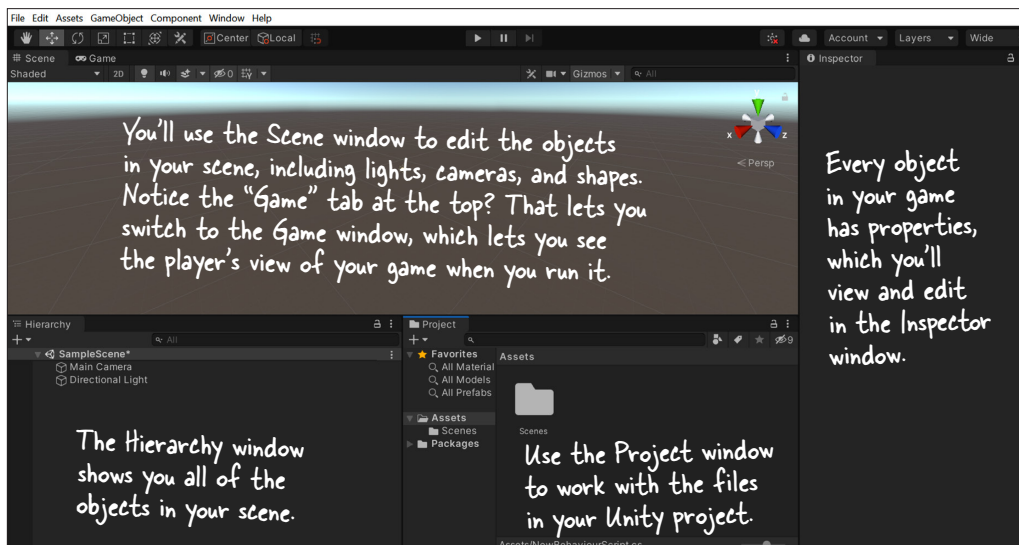 File Edit Assets GameObject Component Window Help
Center Local Account Layers Wide
Scene Game Inspector
Shaded 2D 0 Gizmos All
You'll use the Scene window to edit the objects
in your scene, including lights, cameras, and shapes.
Notice the "Game" tab at the top? That lets you
switch to the Game window, which lets you see
the player's view of your game when you run it.
Y
X Z
Persp
Every object
in your game
has properties,
which you'll
view and edit
in the Inspector
window.
Hierarchy
All
SampleScene*
Main Camera
Directional Light
The Hierarchy window
shows you all of the
objects in your scene.
Project
9
Favorites
All Material
All Models
All Prefabs
Assets
Scenes
Packages
Assets
Scenes
Use the Project window
to work with the files
in your Unity project.
Assets/NewBehaviourScript.cs